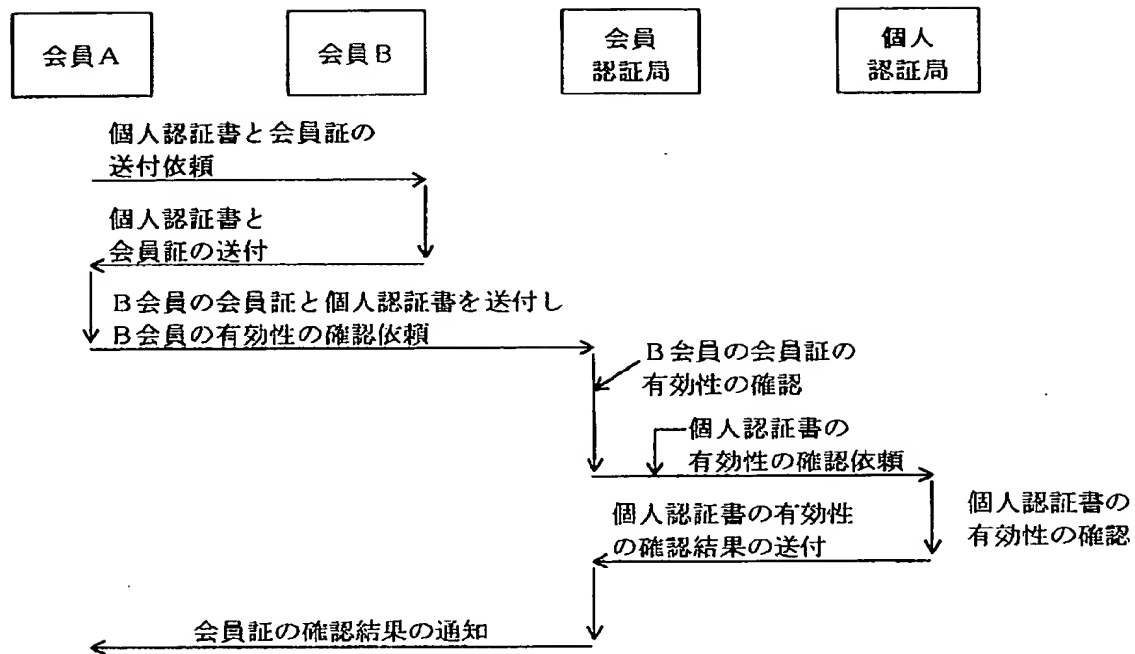 会員A
会員B
会員
認証局
個人
認証局
個人認証書と会員証の
送付依頼
個人認証書と
会員証の送付
B会員の会員証と個人認証書を送付し
B会員の有効性の確認依頼
B会員の会員証の
有効性の確認
個人認証書の
有効性の確認依頼
個人認証書の有効性
の確認結果の送付
個人認証書の
有効性の確認
会員証の確認結果の通知